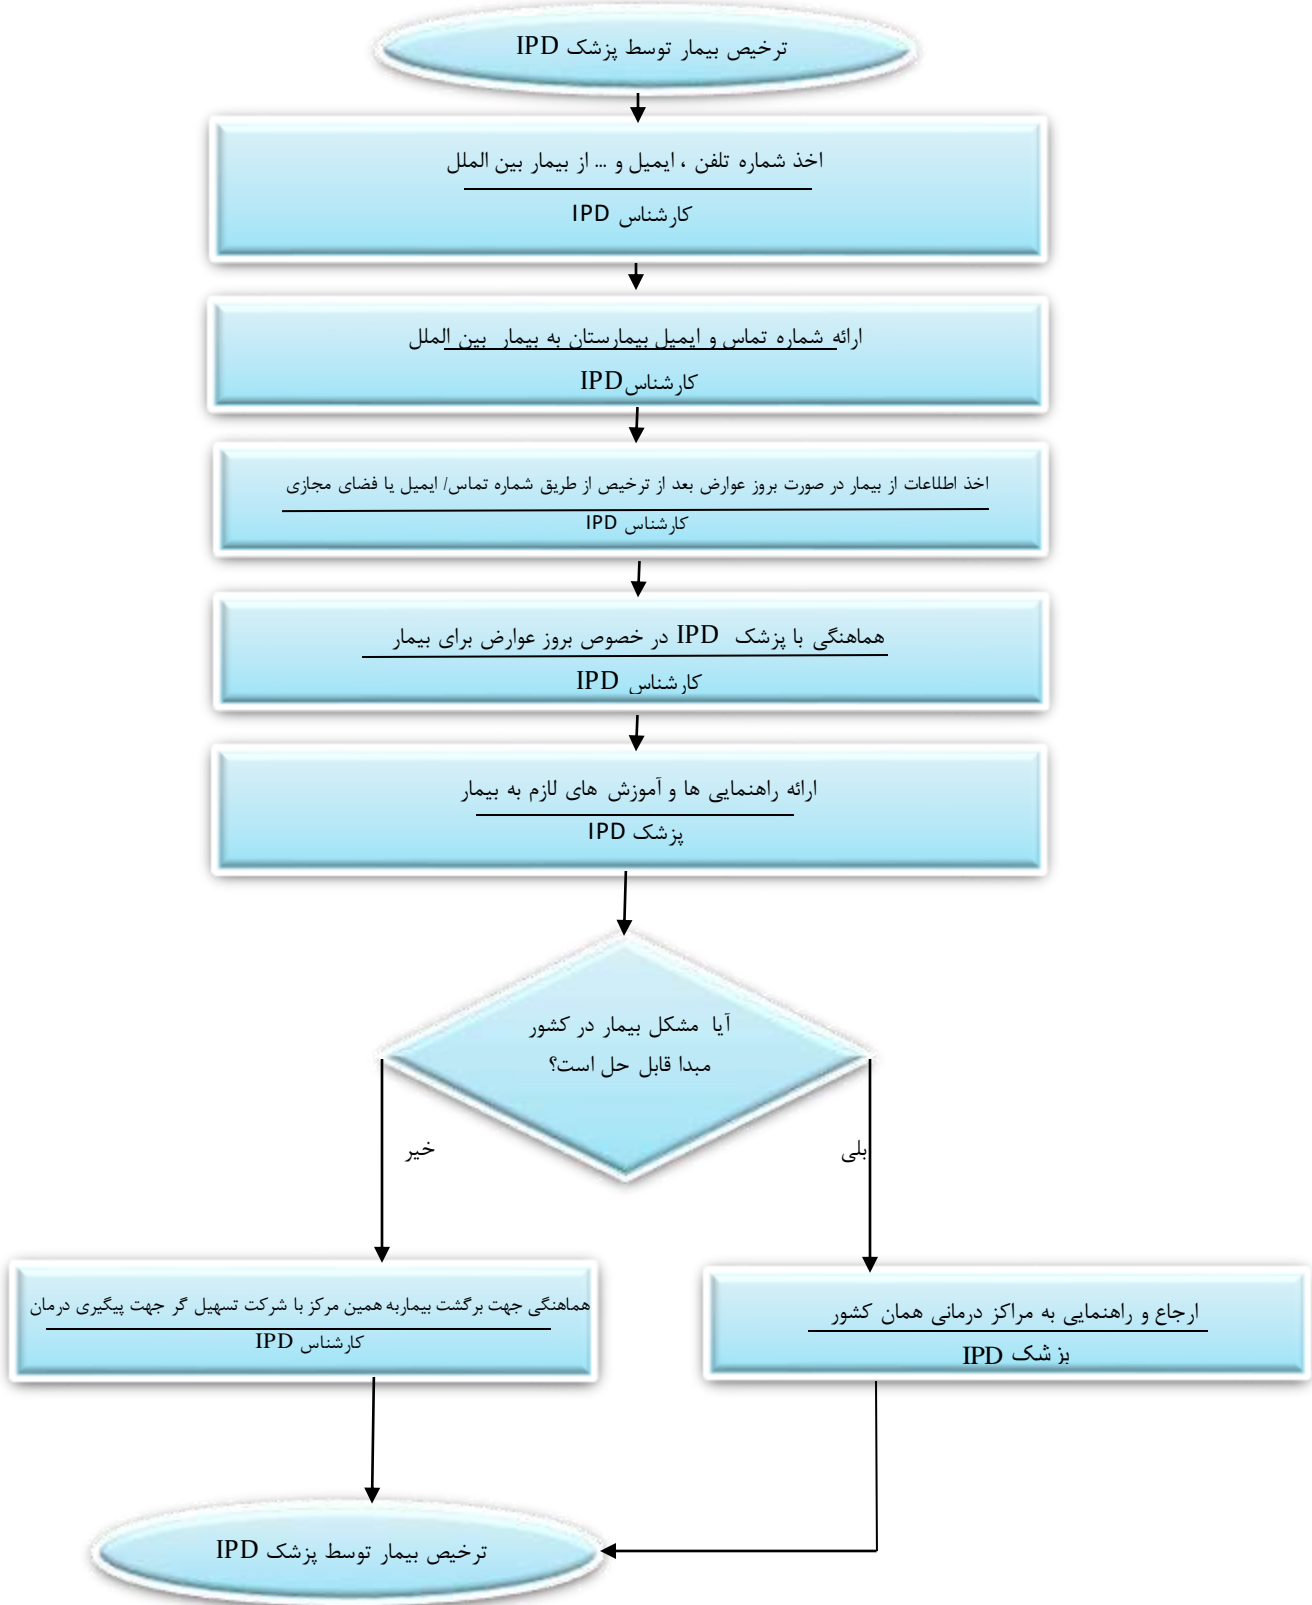 ترخیص بیمار توسط پزشک IPD
اخذ شماره تلفن ، ایمیل و ... از بیمار بین الملل
کارشناس IPD
ارائه شماره تماس و ایمیل بیمارستان به بیمار بین الملل
کارشناسIPD
اخذ اطلاعات از بیمار در صورت بروز عوارض بعد از ترخیص از طریق شماره تماس/ ایمیل یا فضای مجازی
کارشناس IPD
هماهنگی با پزشک IPD در خصوص بروز عوارض برای بیمار
کارشناس IPD
ارائه راهنمایی ها و آموزش های لازم به بیمار
پزشک IPD
آیا مشکل بیمار در کشور
مبدا قابل حل است؟
بلی
خیر
ارجاع و راهنمایی به مراکز درمانی همان کشور
پزشک IPD
هماهنگی جهت برگشت بیماربه همین مرکز با شرکت تسهیل گر جهت پیگیری درمان
کارشناس IPD
ترخیص بیمار توسط پزشک IPD